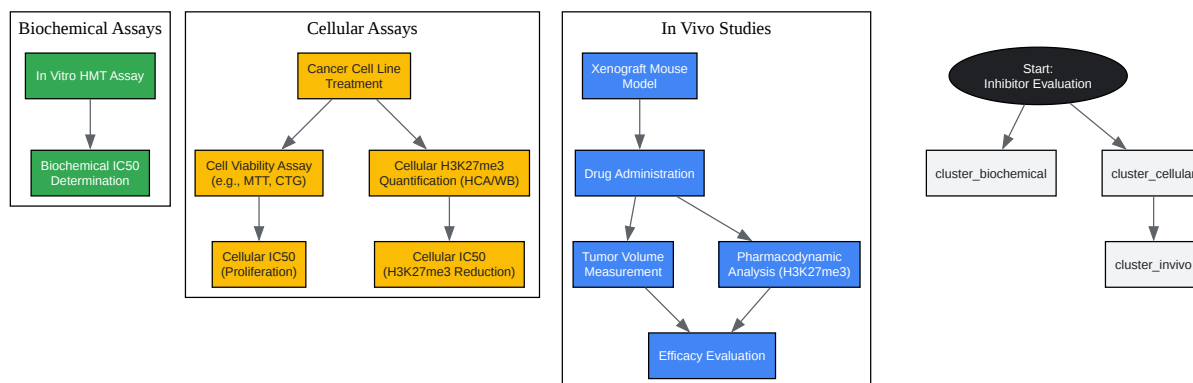 Biochemical Assays
In Vitro HMT Assay
Biochemical IC50
Determination
Cellular Assays
Cancer Cell Line
Treatment
Cell Viability Assay
(e.g., MTT, CTG)
Cellular H3K27me3
Quantification (HCA/WB)
Cellular IC50
(Proliferation)
Cellular IC50
(H3K27me3 Reduction)
In Vivo Studies
Xenograft Mouse
Model
Drug Administration
Tumor Volume
Measurement
Pharmacodynamic
Analysis (H3K27me3)
Efficacy Evaluation
Start:
Inhibitor Evaluation
cluster_biochemical
cluster_cellular
cluster_invivo